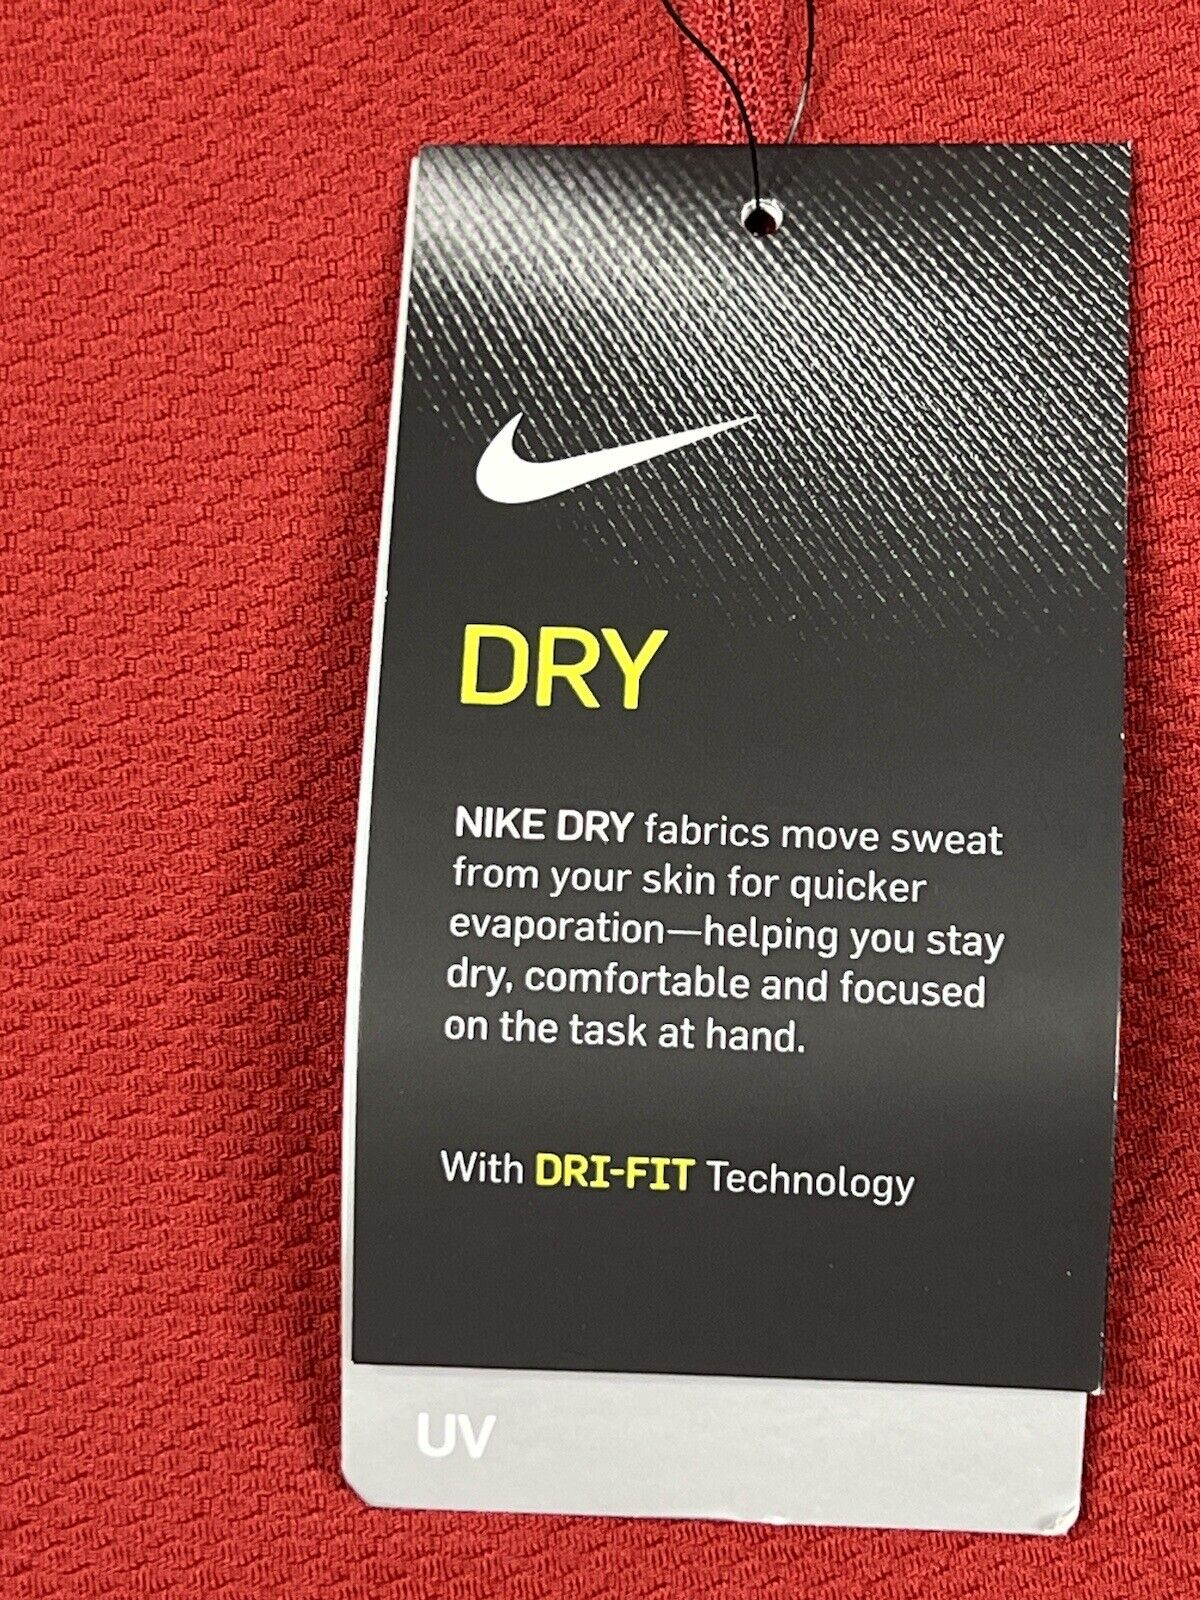 DRY
NIKE DRY fabrics move sweat
from your skin for quicker
evaporation—helping you stay
dry, comfortable and focused
on the task at hand.
With DRI-FIT Technology
UV